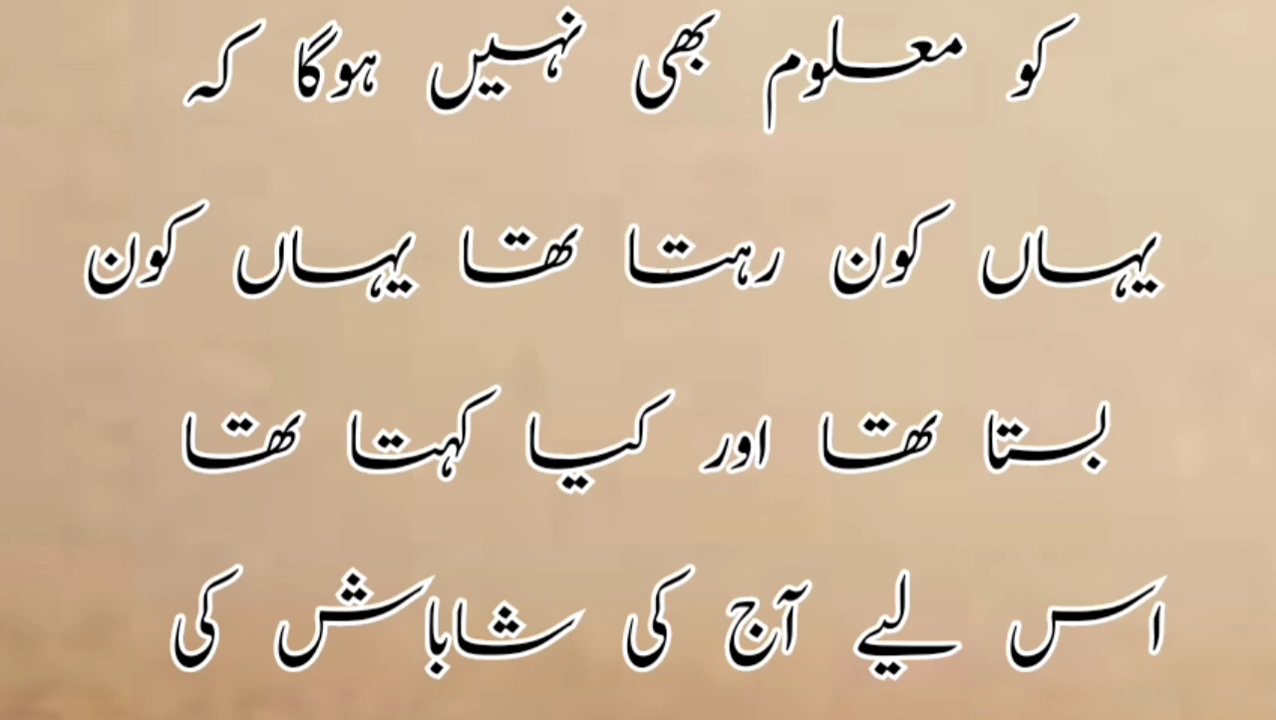 کو معلوم بھی نہیں ہوگا کہ
یہاں کون رہتا تھا یہاں کون
بستا تھا اور کیا کہتا تھا
اس لیے آج کی شاباش کی